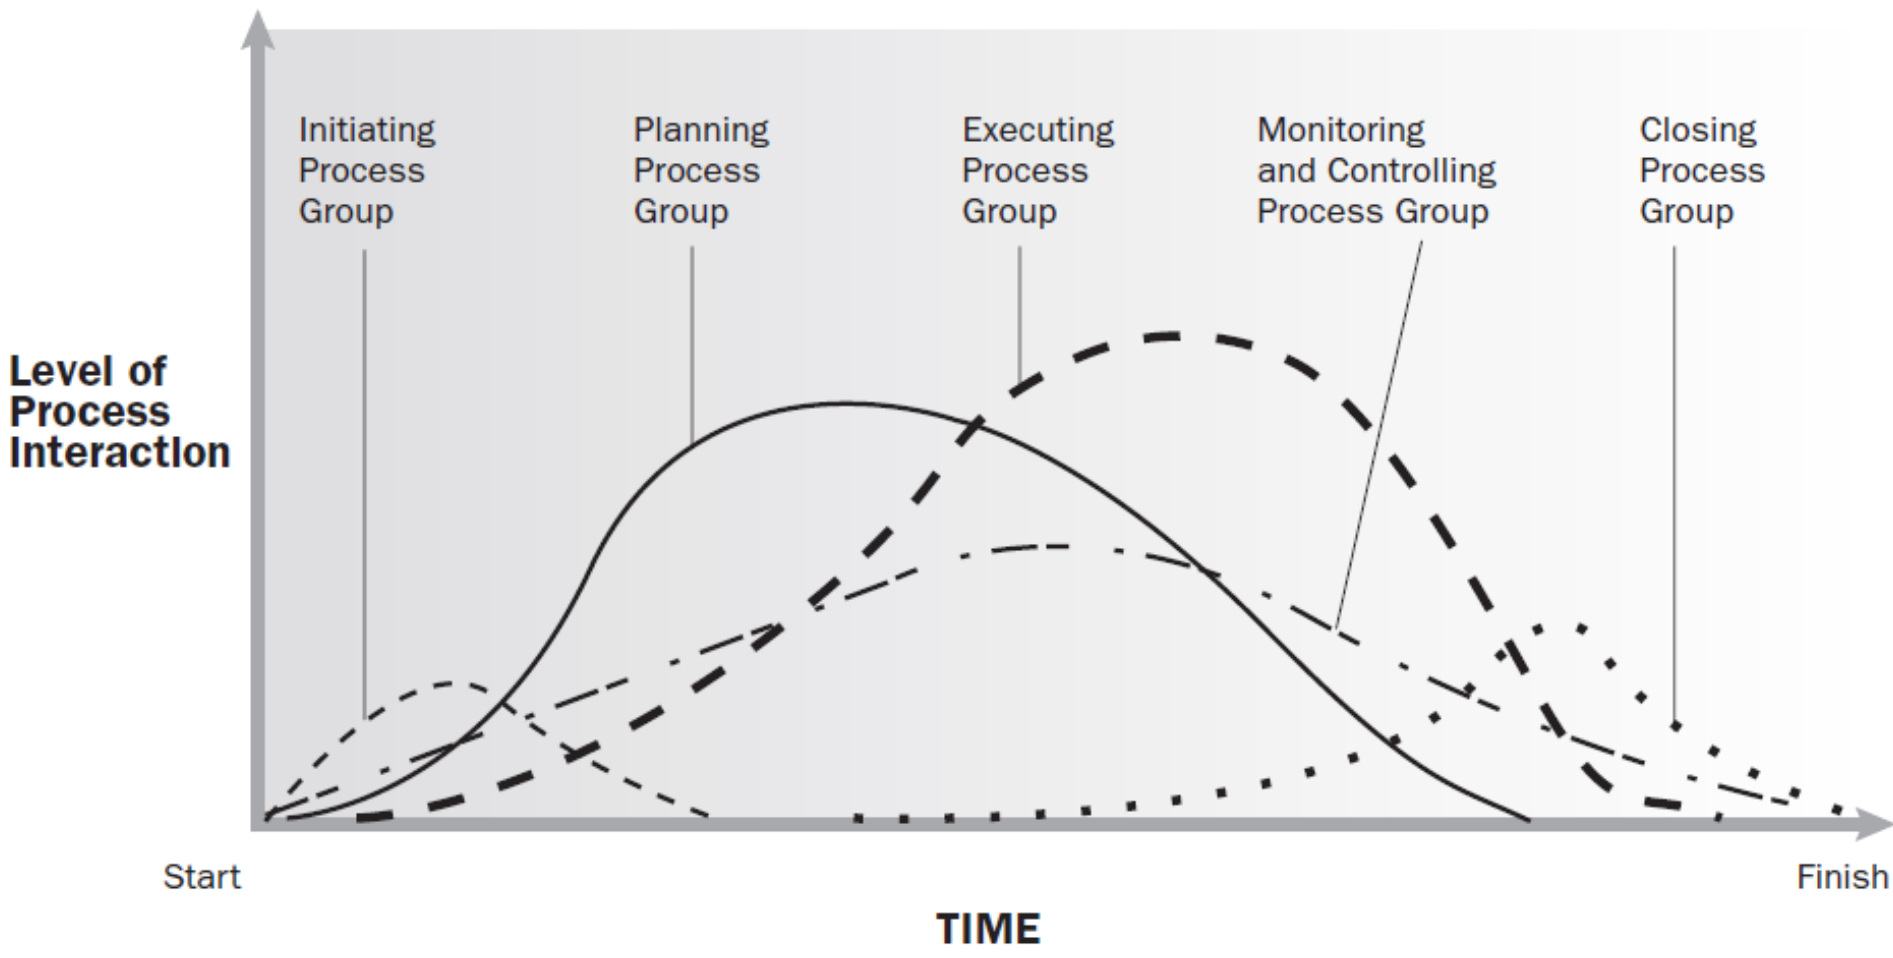 Initiating
Process
Group
Planning
Process
Group
Executing
Process
Group
Monitoring
and Controlling
Process Group
Closing
Process
Group
Level of
Process
Interaction
Start
Finish
TIME